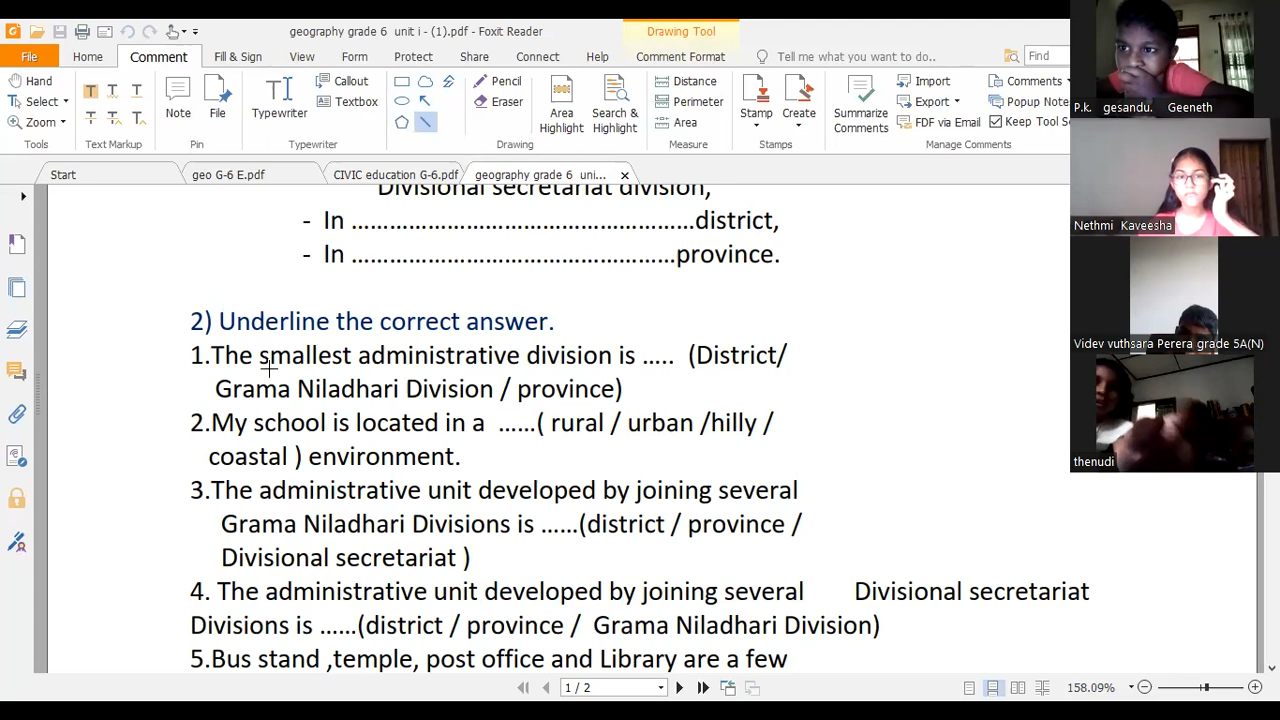 geography grade 6 unit i - (1).pdf - Foxit Reader
Drawing Tool
File Home Comment Fill & Sign View Form Protect Share Connect Help Comment Format Tell me what you want to do... Find
Hand
Select
Zoom
Tools
Text Markup
Note
File
Pin
Typewriter
Callout
Textbox
Typewriter
Pencil
Eraser
Area Highlight
Search & Highlight
Drawing
Distance
Perimeter
Area
Measure
Stamp
Create
Stamps
Summarize Comments
Import
Export
FDF via Email
Comments
Popup Note
Keep Tool Se
Manage Comments
Start geo G-6 E.pdf CIVIC education G-6.pdf geography grade 6 uni...
Divisional secretariat division,
- In ……………………………………district,
- In …………………………………province.
2) Underline the correct answer.
1.The smallest administrative division is ….. (District/
Grama Niladhari Division / province)
2.My school is located in a ……( rural / urban /hilly /
coastal ) environment.
3.The administrative unit developed by joining several
Grama Niladhari Divisions is ……(district / province /
Divisional secretariat )
4. The administrative unit developed by joining several Divisional secretariat
Divisions is ……(district / province / Grama Niladhari Division)
5.Bus stand ,temple, post office and Library are a few
1 / 2
158.09%
P.k. gesandu. Geeneth
Nethmi Kaveesha
Videv vuthsara Perera grade 5A(N)
thenudi